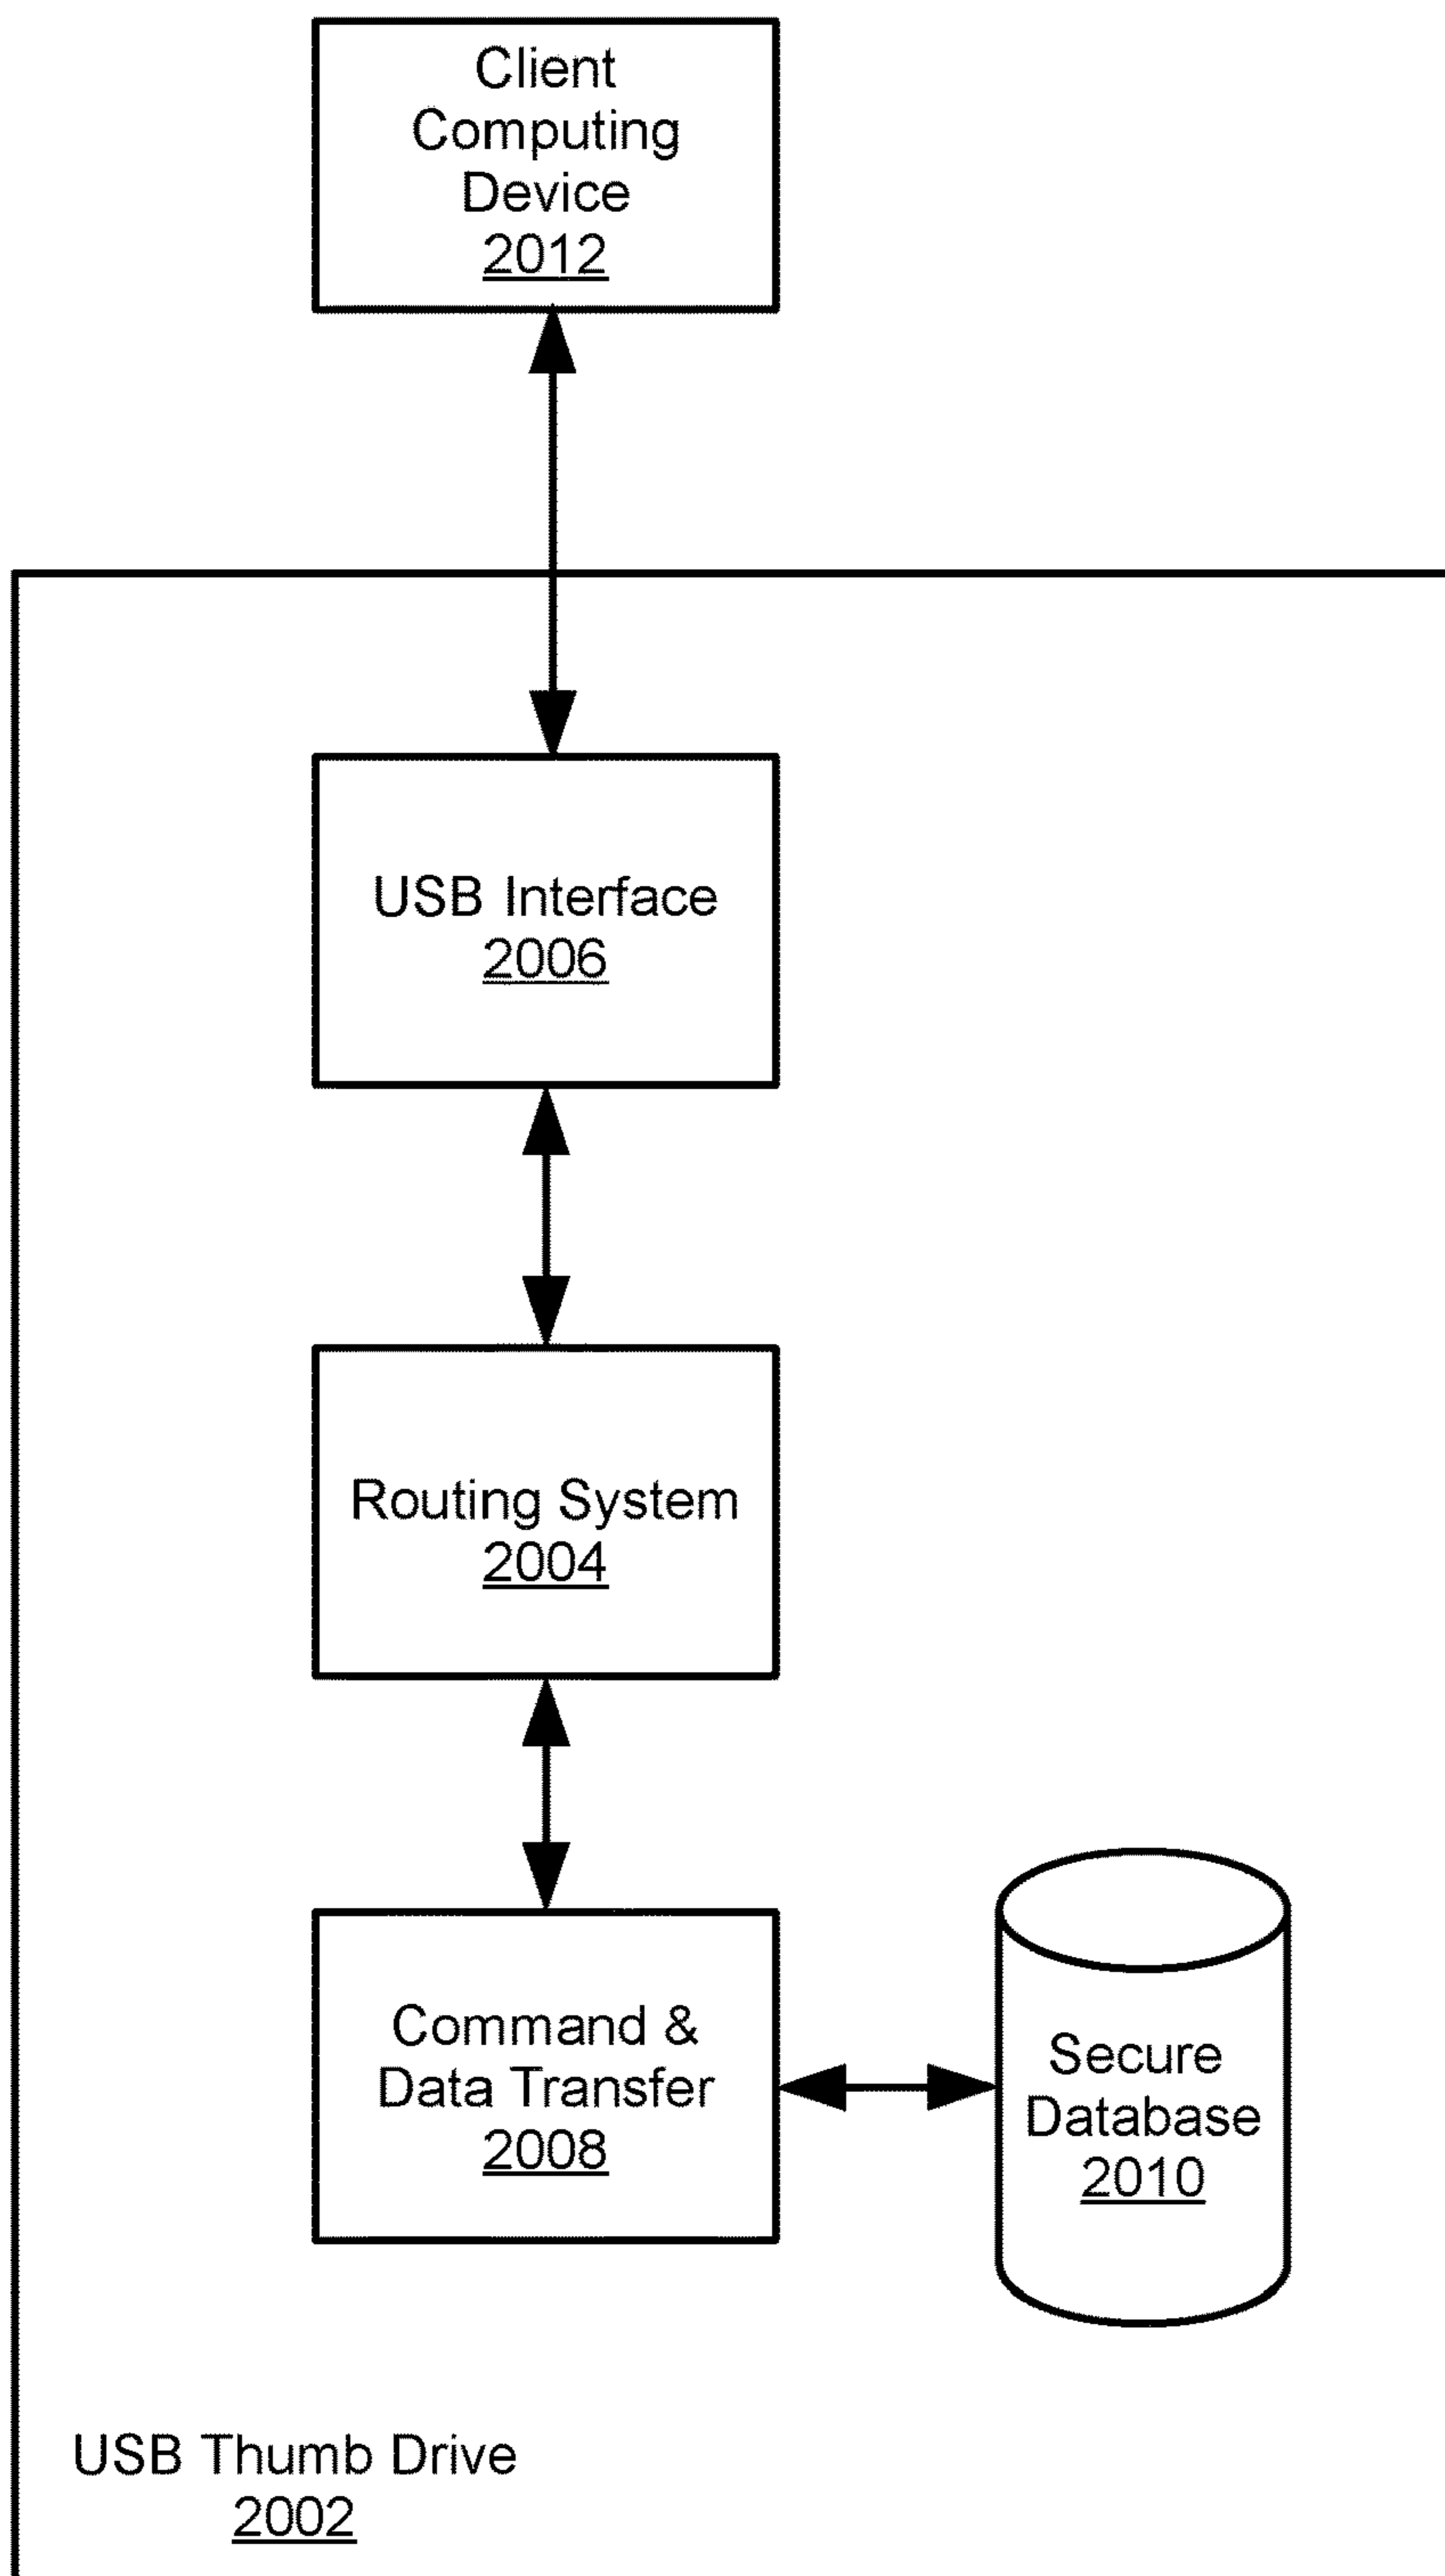 Client
Computing
Device
2012
USB Interface
2006
Routing System
2004
Command &
Data Transfer
2008
Secure
Database
2010
USB Thumb Drive
2002